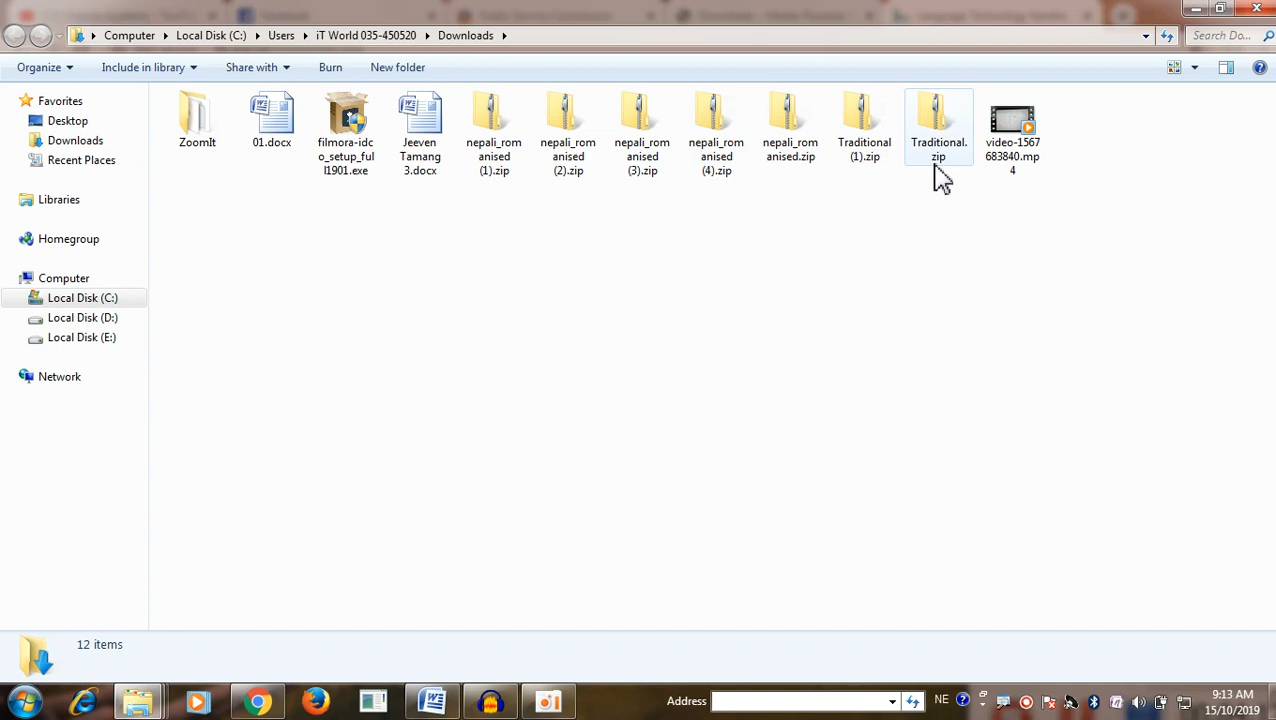 Computer
Local Disk (C:)
Users
iT World 035-450520
Downloads
Search Do...
Organize
Include in library
Share with
Burn
New folder
Favorites
Desktop
Downloads
Recent Places
Libraries
Homegroup
Computer
Local Disk (C:)
Local Disk (D:)
Local Disk (E:)
Network
ZoomIt
01.docx
filmora-idc
o_setup_ful
l1901.exe
Jeeven
Tamang
3.docx
nepali_rom
anised
(1).zip
nepali_rom
anised
(2).zip
nepali_rom
anised
(3).zip
nepali_rom
anised
(4).zip
nepali_rom
anised.zip
Traditional
(1).zip
Traditional.
zip
video-1567
683840.mp
4
12 items
Address
NE
9:13 AM
15/10/2019